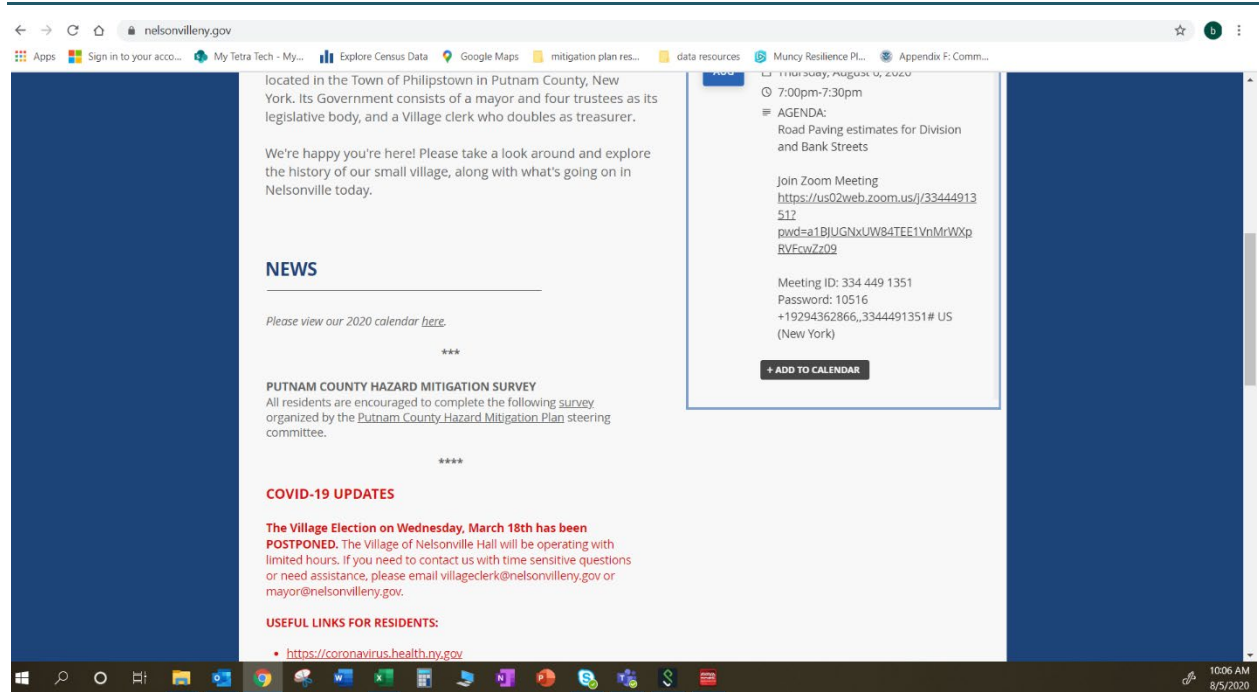 nelsonvilleny.gov
b
Apps
Sign in to your acco...
My Tetra Tech - My...
Explore Census Data
Google Maps
mitigation plan res...
data resources
Muncy Resilience Pl...
Appendix F: Comm...
located in the Town of Philipstown in Putnam County, New
York. Its Government consists of a mayor and four trustees as its
legislative body, and a Village clerk who doubles as treasurer.
We're happy you're here! Please take a look around and explore
the history of our small village, along with what's going on in
Nelsonville today.
NEWS
Please view our 2020 calendar here.
***
PUTNAM COUNTY HAZARD MITIGATION SURVEY
All residents are encouraged to complete the following survey
organized by the Putnam County Hazard Mitigation Plan steering
committee.
****
COVID-19 UPDATES
The Village Election on Wednesday, March 18th has been
POSTPONED. The Village of Nelsonville Hall will be operating with
limited hours. If you need to contact us with time sensitive questions
or need assistance, please email villageclerk@nelsonvilleny.gov or
mayor@nelsonvilleny.gov.
USEFUL LINKS FOR RESIDENTS:
• https://coronavirus.health.ny.gov
AUG
Thursday, August 6, 2020
7:00pm-7:30pm
AGENDA:
Road Paving estimates for Division
and Bank Streets
Join Zoom Meeting
https://us02web.zoom.us/j/33444913
51?
pwd=a1BJUGNxUW84TEE1VnMrWXp
RVFcwZz09
Meeting ID: 334 449 1351
Password: 10516
+19294362866,,3344491351# US
(New York)
+ ADD TO CALENDAR
10:06 AM
8/5/2020